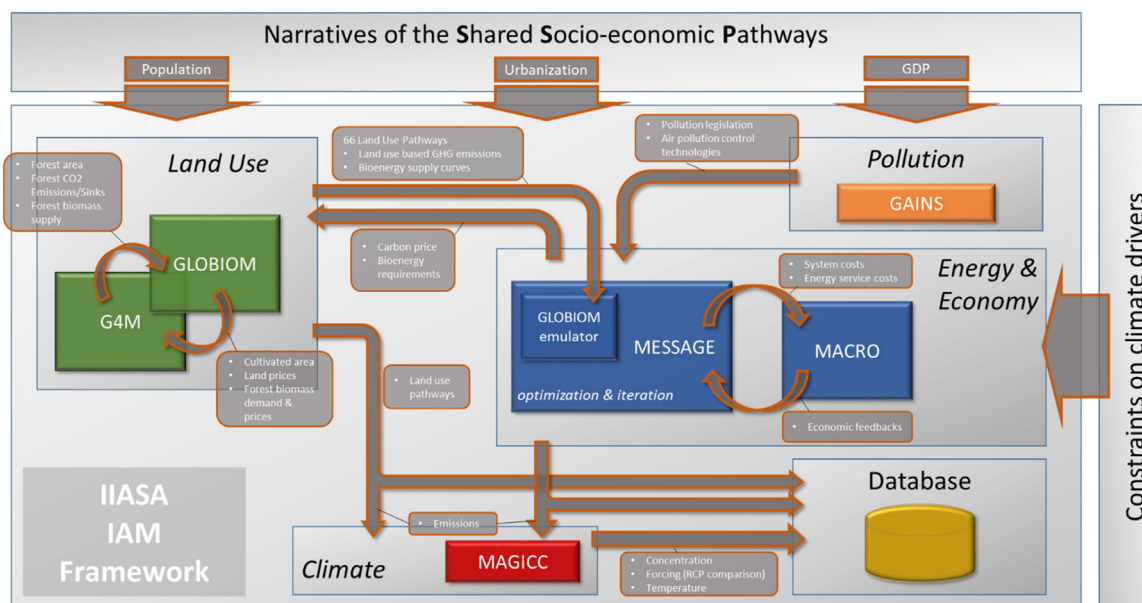 Narratives of the Shared Socio-economic Pathways
Population
Urbanization
GDP
Land Use
• Forest area
• Forest CO2
Emissions/Sinks
• Forest biomass
supply
GLOBIOM
G4M
• Cultivated area
• Land prices
• Forest biomass
demand &
prices
66 Land Use Pathways
• Land use based GHG emissions
• Bioenergy supply curves
• Carbon price
• Bioenergy
requirements
• Pollution legislation
• Air pollution control
technologies
Pollution
GAINS
Energy &
Economy
• System costs
• Energy service costs
GLOBIOM
emulator
MESSAGE
optimization & iteration
MACRO
• Economic feedbacks
• Land use
pathways
Constraints on climate drivers
IIASA
IAM
Framework
• Emissions
Climate
MAGICC
• Concentration
• Forcing (RCP comparison)
• Temperature
Database